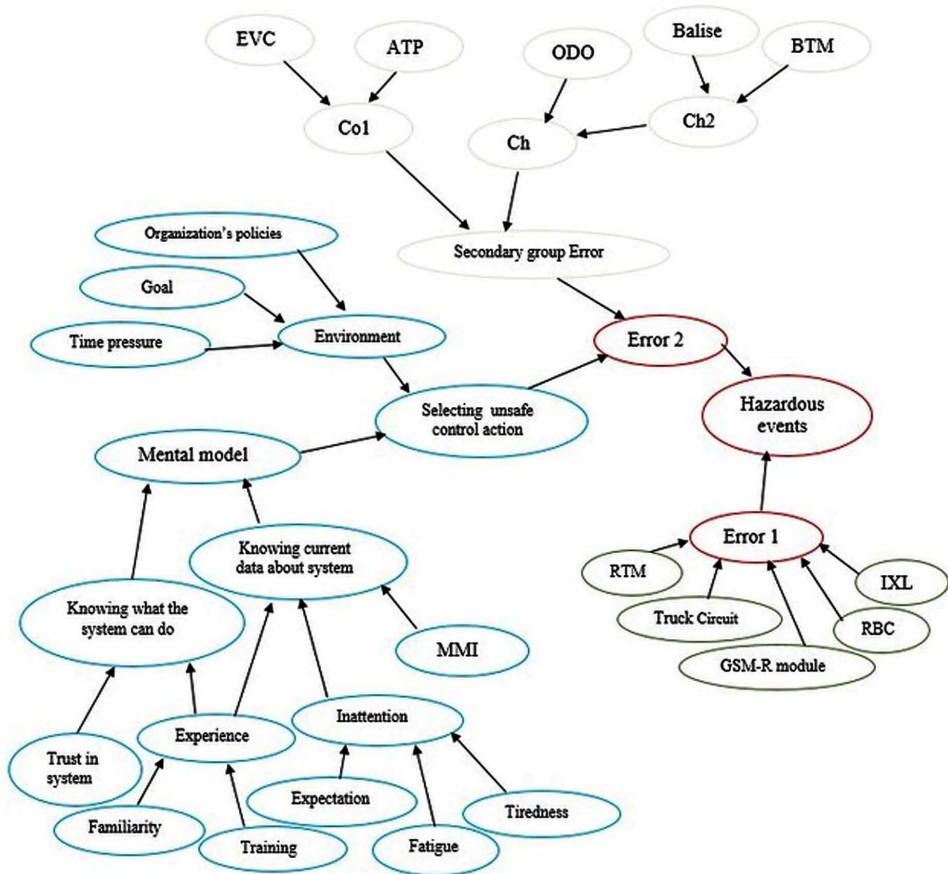 EVC
ATP
ODO
Balise
BTM
Co1
Ch
Ch2
Organization's policies
Secondary group Error
Goal
Time pressure
Environment
Error 2
Selecting unsafe
control action
Hazardous
events
Mental model
Knowing current
data about system
Error 1
RTM
IXL
Knowing what the
system can do
Truck Circuit
RBC
MMI
GSM-R module
Inattention
Experience
Trust in
system
Expectation
Tiredness
Familiarity
Training
Fatigue